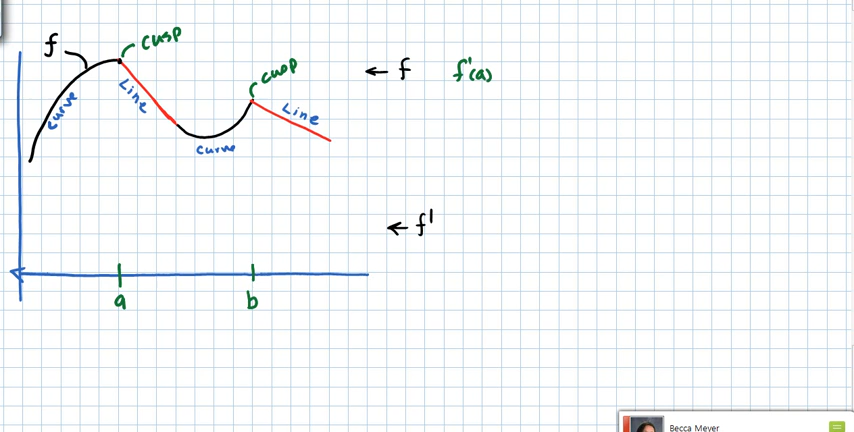 f
cusp
← f
f'(a)
cusp
Line
curve
Line
curve
← f'
a
b
Becca Meyer